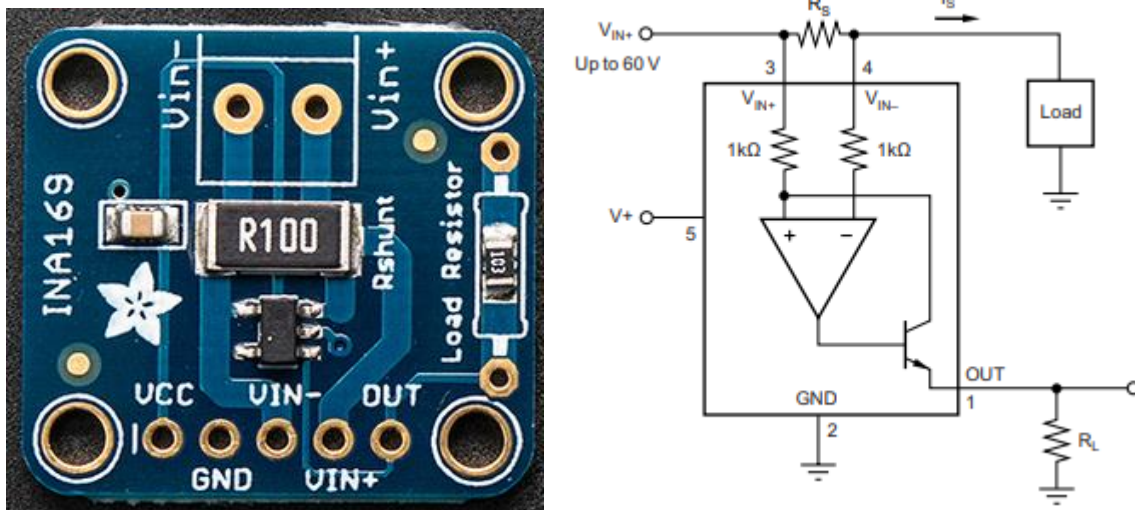 Vin-
Vin+
INA169
R100
Rshunt
Load Resistor
103
VCC
VIN-
OUT
GND
VIN+
R_S
V_IN+
Up to 60 V
3
4
V_IN+
V_IN–
1kΩ
1kΩ
Load
V+
5
+
−
OUT
GND
1
2
R_L